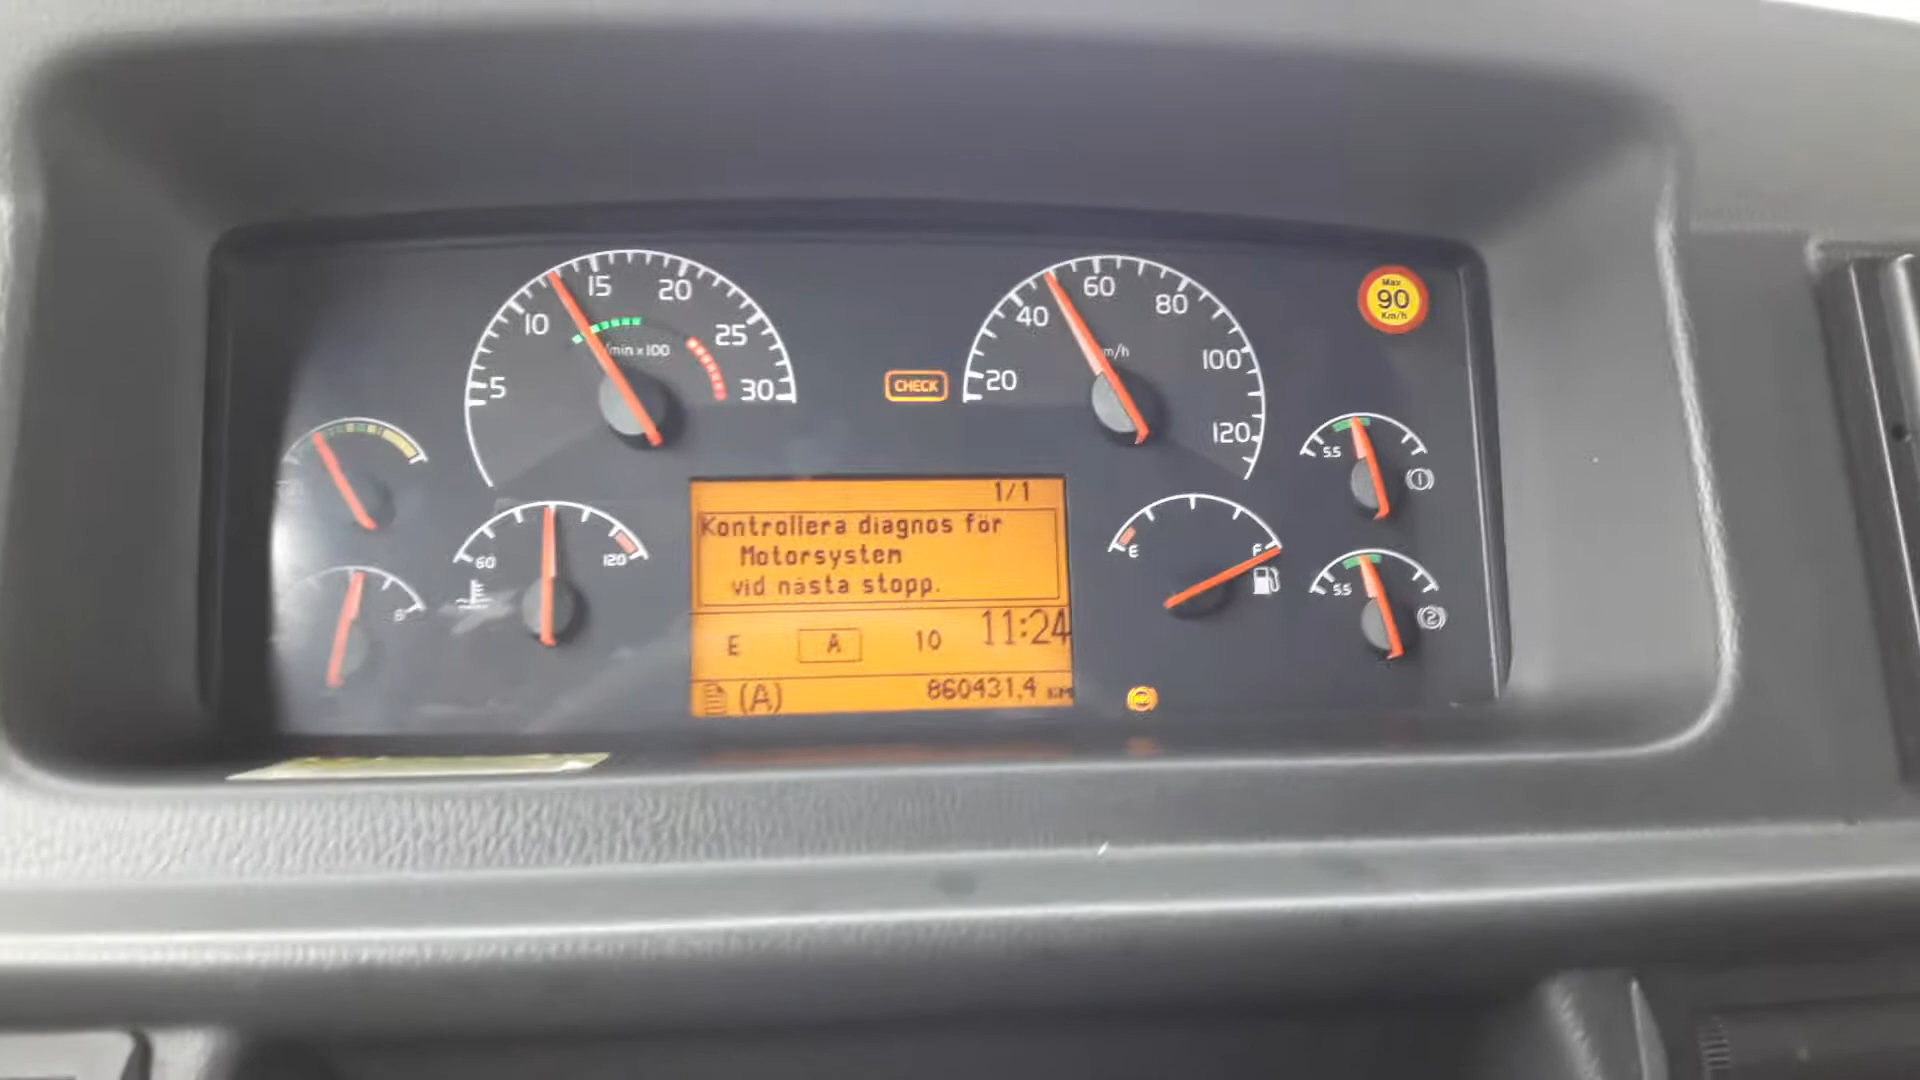 15
20
10
25
/min x 100
5
30
CHECK
60
80
40
m/h
100
20
120
Max
90
Km/h
5.5
1
60
120
8
E
F
5.5
2
1/1
Kontrollera diagnos för
Motorsystem
vid nästa stopp.
E A 10 11:24
(A) 860431.4 KM